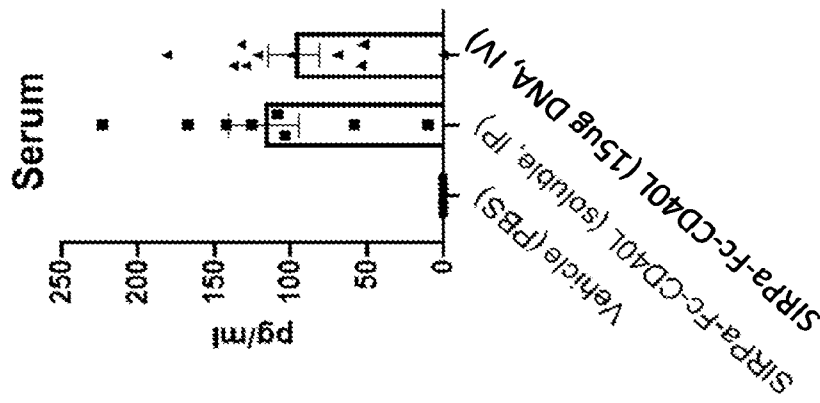 Serum
pg/ml
250
200
150
100
50
0
Vehicle (PBS)
SIRPa-Fc-CD40L (soluble, IP)
SIRPa-Fc-CD40L (15ug DNA, IV)